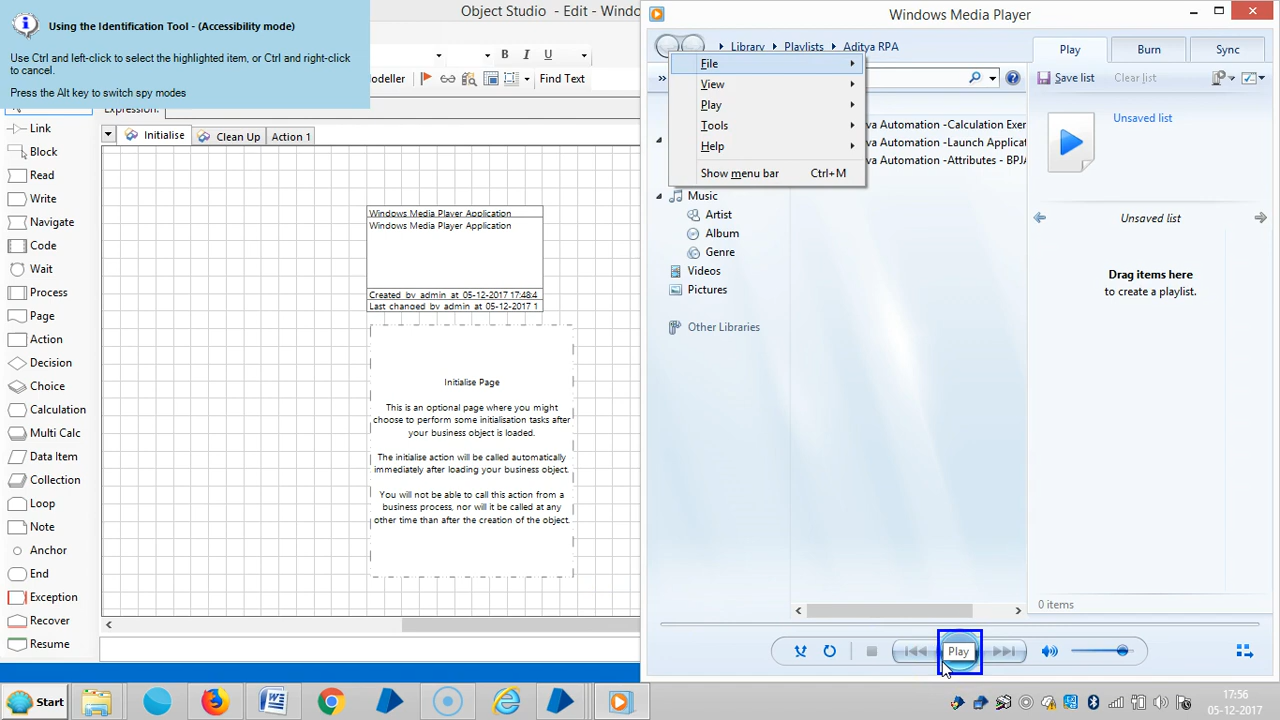 Using the Identification Tool - (Accessibility mode)
Use Ctrl and left-click to select the highlighted item, or Ctrl and right-click
to cancel.
Press the Alt key to switch spy modes
Object Studio - Edit - Windo
B I U
odeller
Find Text
Expression:
Initialise
Clean Up
Action 1
Link
Block
Read
Write
Navigate
Code
Wait
Process
Page
Action
Decision
Choice
Calculation
Multi Calc
Data Item
Collection
Loop
Note
Anchor
End
Exception
Recover
Resume
Windows Media Player Application
Windows Media Player Application
Created by admin at 05-12-2017 17:48:4
Last changed by admin at 05-12-2017 1
Initialise Page
This is an optional page where you might
choose to perform some initialisation tasks after
your business object is loaded.
The initialise action will be called automatically
immediately after loading your business object.
You will not be able to call this action from a
business process, nor will it be called at any
other time than after the creation of the object.
Windows Media Player
Library
Playlists
Aditya RPA
Play
Burn
Sync
Save list
Clear list
File
View
Play
Tools
Help
Show menu bar Ctrl+M
va Automation -Calculation Exer
va Automation -Launch Applicat
va Automation -Attributes - BPJA
Music
Artist
Album
Genre
Videos
Pictures
Other Libraries
Unsaved list
Unsaved list
Drag items here
to create a playlist.
0 items
Play
Start
17:56
05-12-2017